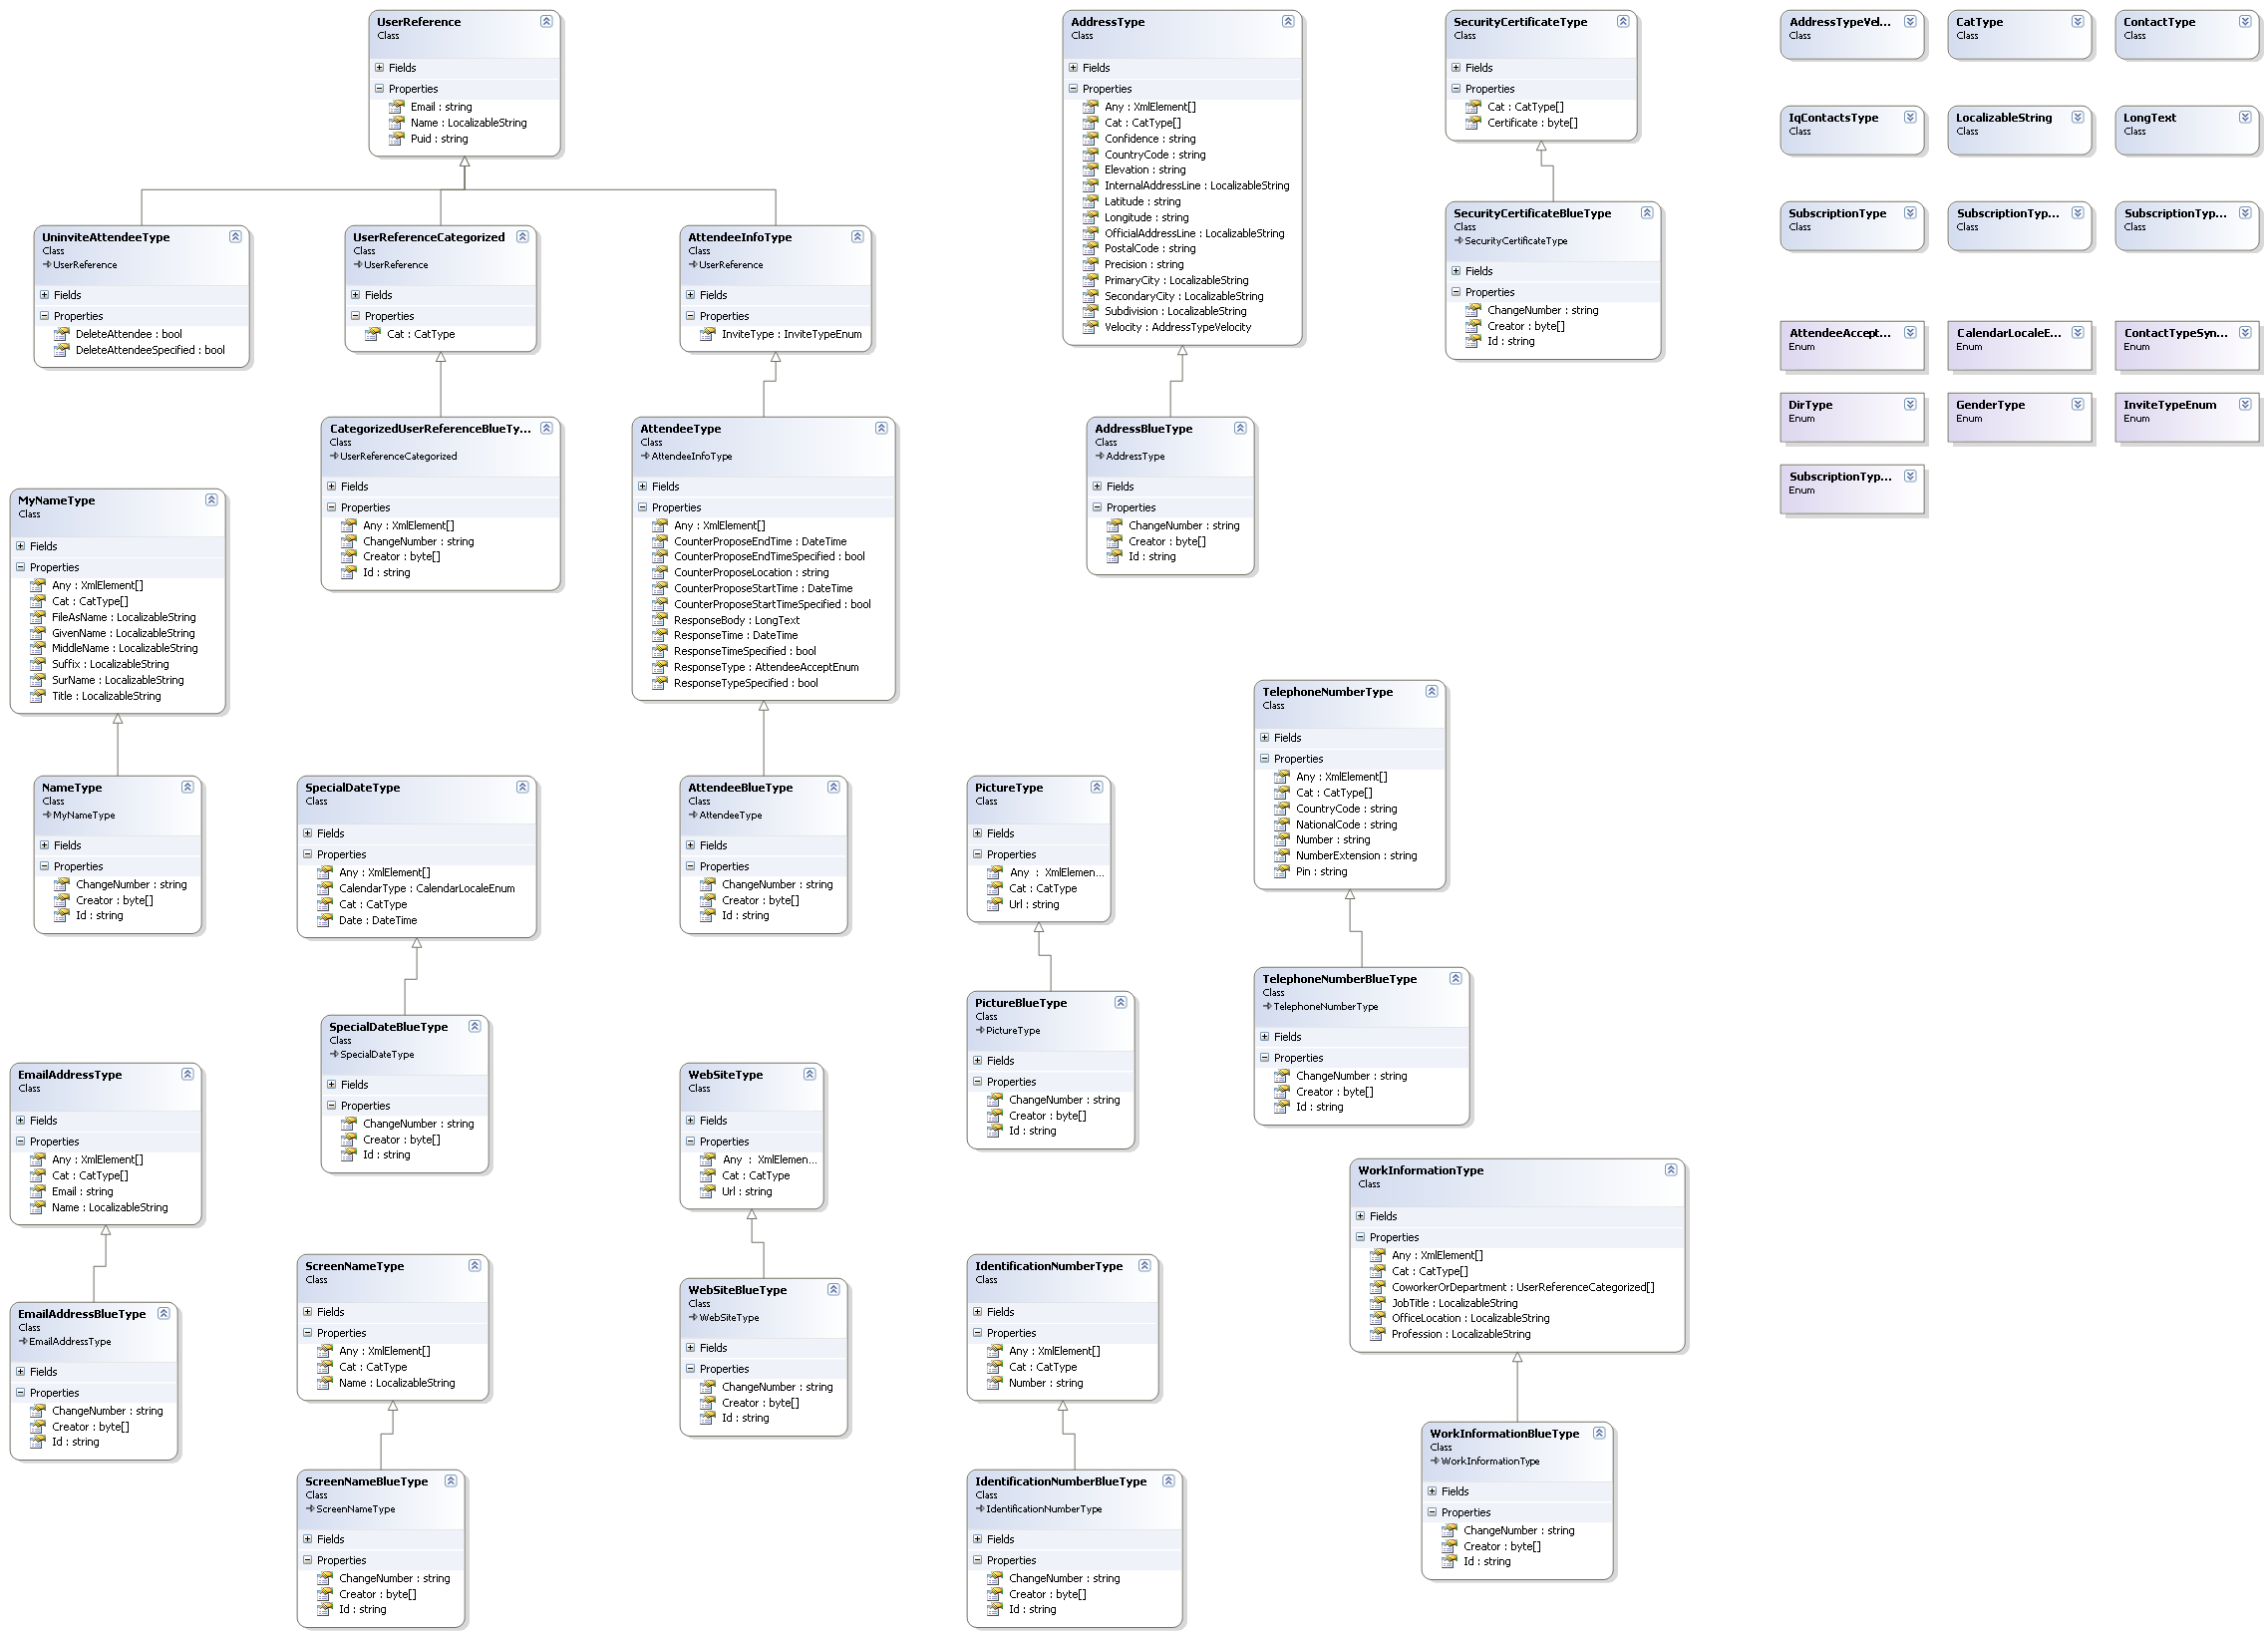 UserReference
Class
Fields
Properties
Email : string
Name : LocalizableString
Puid : string
UninviteAttendeeType
Class
UserReference
Fields
Properties
DeleteAttendee : bool
DeleteAttendeeSpecified : bool
UserReferenceCategorized
Class
UserReference
Fields
Properties
Cat : CatType
AttendeeInfoType
Class
UserReference
Fields
Properties
InviteType : InviteTypeEnum
CategorizedUserReferenceBlueTy...
Class
UserReferenceCategorized
Fields
Properties
Any : XmlElement[]
ChangeNumber : string
Creator : byte[]
Id : string
AttendeeType
Class
AttendeeInfoType
Fields
Properties
Any : XmlElement[]
CounterProposeEndTime : DateTime
CounterProposeEndTimeSpecified : bool
CounterProposeLocation : string
CounterProposeStartTime : DateTime
CounterProposeStartTimeSpecified : bool
ResponseBody : LongText
ResponseTime : DateTime
ResponseTimeSpecified : bool
ResponseType : AttendeeAcceptEnum
ResponseTypeSpecified : bool
AttendeeBlueType
Class
AttendeeType
Fields
Properties
ChangeNumber : string
Creator : byte[]
Id : string
AddressType
Class
Fields
Properties
Any : XmlElement[]
Cat : CatType[]
Confidence : string
CountryCode : string
Elevation : string
InternalAddressLine : LocalizableString
Latitude : string
Longitude : string
OfficialAddressLine : LocalizableString
PostalCode : string
Precision : string
PrimaryCity : LocalizableString
SecondaryCity : LocalizableString
Subdivision : LocalizableString
Velocity : AddressTypeVelocity
AddressBlueType
Class
AddressType
Fields
Properties
ChangeNumber : string
Creator : byte[]
Id : string
SecurityCertificateType
Class
Fields
Properties
Cat : CatType[]
Certificate : byte[]
SecurityCertificateBlueType
Class
SecurityCertificateType
Fields
Properties
ChangeNumber : string
Creator : byte[]
Id : string
AddressTypeVel...
Class
CatType
Class
ContactType
Class
IqContactsType
Class
LocalizableString
Class
LongText
Class
SubscriptionType
Class
SubscriptionTyp...
Class
SubscriptionTyp...
Class
AttendeeAccept...
Enum
CalendarLocaleE...
Enum
ContactTypeSyn...
Enum
DirType
Enum
GenderType
Enum
InviteTypeEnum
Enum
SubscriptionTyp...
Enum
MyNameType
Class
Fields
Properties
Any : XmlElement[]
Cat : CatType[]
FileAsName : LocalizableString
GivenName : LocalizableString
MiddleName : LocalizableString
Suffix : LocalizableString
SurName : LocalizableString
Title : LocalizableString
NameType
Class
MyNameType
Fields
Properties
ChangeNumber : string
Creator : byte[]
Id : string
SpecialDateType
Class
Fields
Properties
Any : XmlElement[]
CalendarType : CalendarLocaleEnum
Cat : CatType
Date : DateTime
SpecialDateBlueType
Class
SpecialDateType
Fields
Properties
ChangeNumber : string
Creator : byte[]
Id : string
PictureType
Class
Fields
Properties
Any : XmlElemen...
Cat : CatType
Url : string
PictureBlueType
Class
PictureType
Fields
Properties
ChangeNumber : string
Creator : byte[]
Id : string
TelephoneNumberType
Class
Fields
Properties
Any : XmlElement[]
Cat : CatType[]
CountryCode : string
NationalCode : string
Number : string
NumberExtension : string
Pin : string
TelephoneNumberBlueType
Class
TelephoneNumberType
Fields
Properties
ChangeNumber : string
Creator : byte[]
Id : string
EmailAddressType
Class
Fields
Properties
Any : XmlElement[]
Cat : CatType[]
Email : string
Name : LocalizableString
EmailAddressBlueType
Class
EmailAddressType
Fields
Properties
ChangeNumber : string
Creator : byte[]
Id : string
ScreenNameType
Class
Fields
Properties
Any : XmlElement[]
Cat : CatType
Name : LocalizableString
ScreenNameBlueType
Class
ScreenNameType
Fields
Properties
ChangeNumber : string
Creator : byte[]
Id : string
WebSiteType
Class
Fields
Properties
Any : XmlElemen...
Cat : CatType
Url : string
WebSiteBlueType
Class
WebSiteType
Fields
Properties
ChangeNumber : string
Creator : byte[]
Id : string
IdentificationNumberType
Class
Fields
Properties
Any : XmlElement[]
Cat : CatType
Number : string
IdentificationNumberBlueType
Class
IdentificationNumberType
Fields
Properties
ChangeNumber : string
Creator : byte[]
Id : string
WorkInformationType
Class
Fields
Properties
Any : XmlElement[]
Cat : CatType[]
CoworkerOrDepartment : UserReferenceCategorized[]
JobTitle : LocalizableString
OfficeLocation : LocalizableString
Profession : LocalizableString
WorkInformationBlueType
Class
WorkInformationType
Fields
Properties
ChangeNumber : string
Creator : byte[]
Id : string